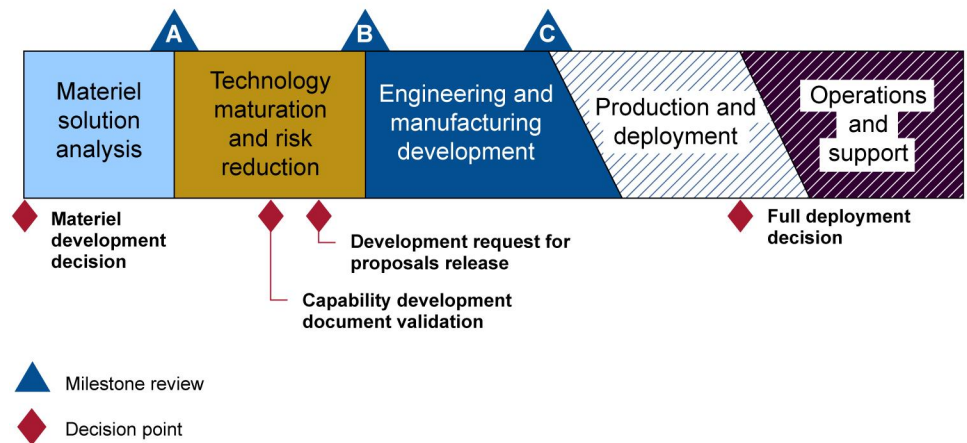 A
B
C
Materiel
solution
analysis
Technology
maturation
and risk
reduction
Engineering and
manufacturing
development
Production and
deployment
Operations
and
support
Materiel
development
decision
Development request for
proposals release
Capability development
document validation
Full deployment
decision
Milestone review
Decision point